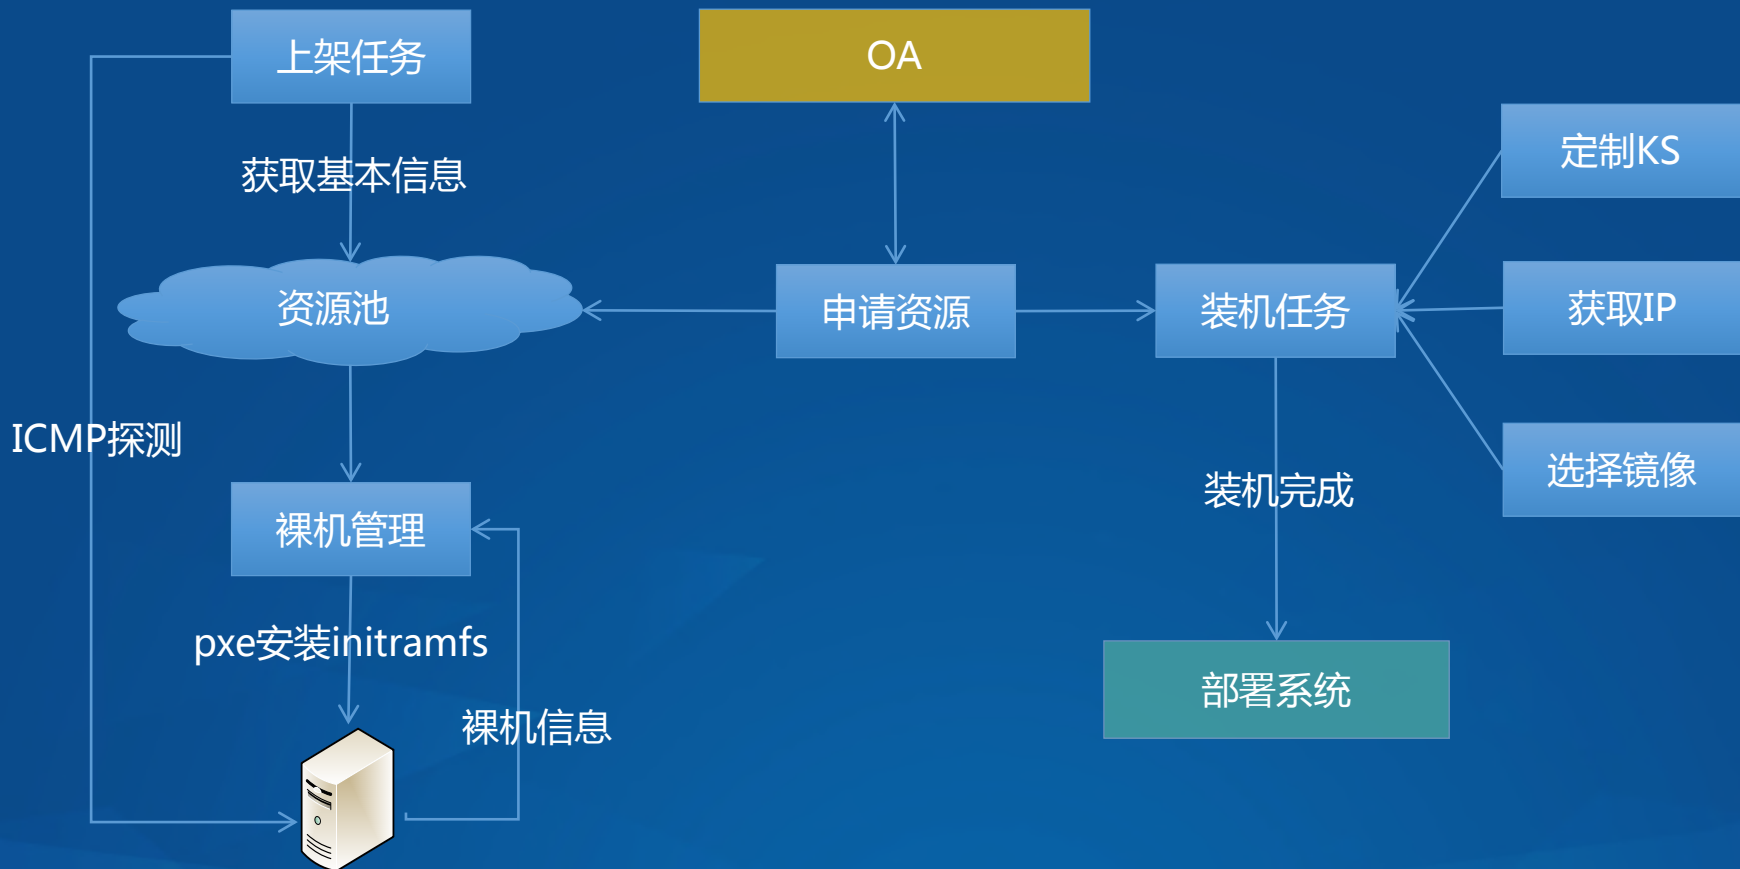 上架任务
OA
定制KS
获取基本信息
资源池
申请资源
装机任务
获取IP
ICMP探测
装机完成
选择镜像
裸机管理
pxe安装initramfs
裸机信息
部署系统